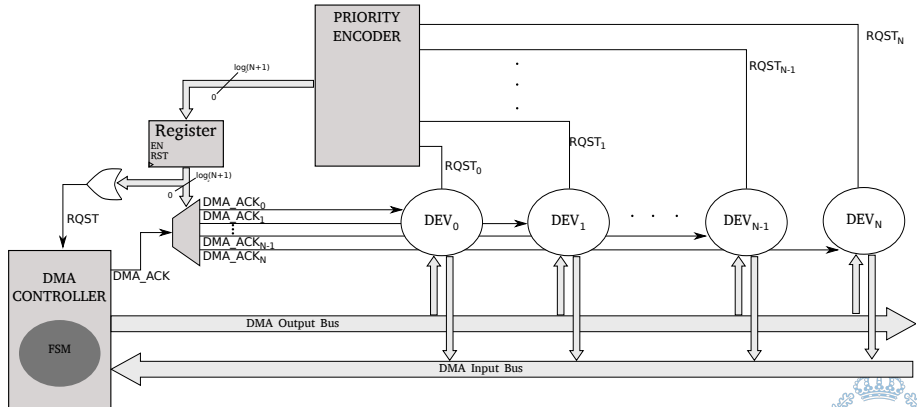 PRIORITY
ENCODER
RQST_N
RQST_N-1
RQST_1
RQST_0
log(N+1)
0
Register
EN
RST
log(N+1)
0
RQST
DMA_ACK_0
DMA_ACK_1
DMA_ACK_N-1
DMA_ACK_N
DMA_ACK
DEV_0
DEV_1
DEV_N-1
DEV_N
DMA
CONTROLLER
FSM
DMA Output Bus
DMA Input Bus